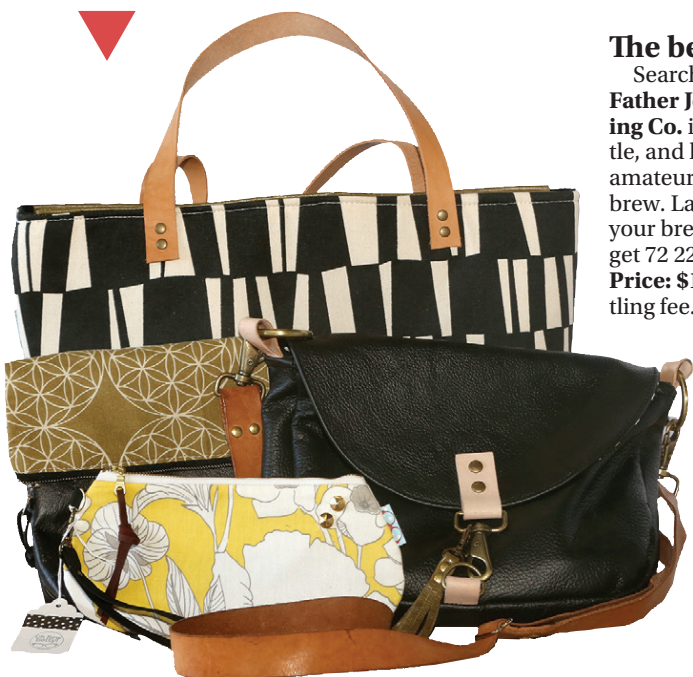 The be
Search
Father J
ing Co. i
tle, and
amateur
brew. La
your bre
get 72 22
Price: $1
tling fee.